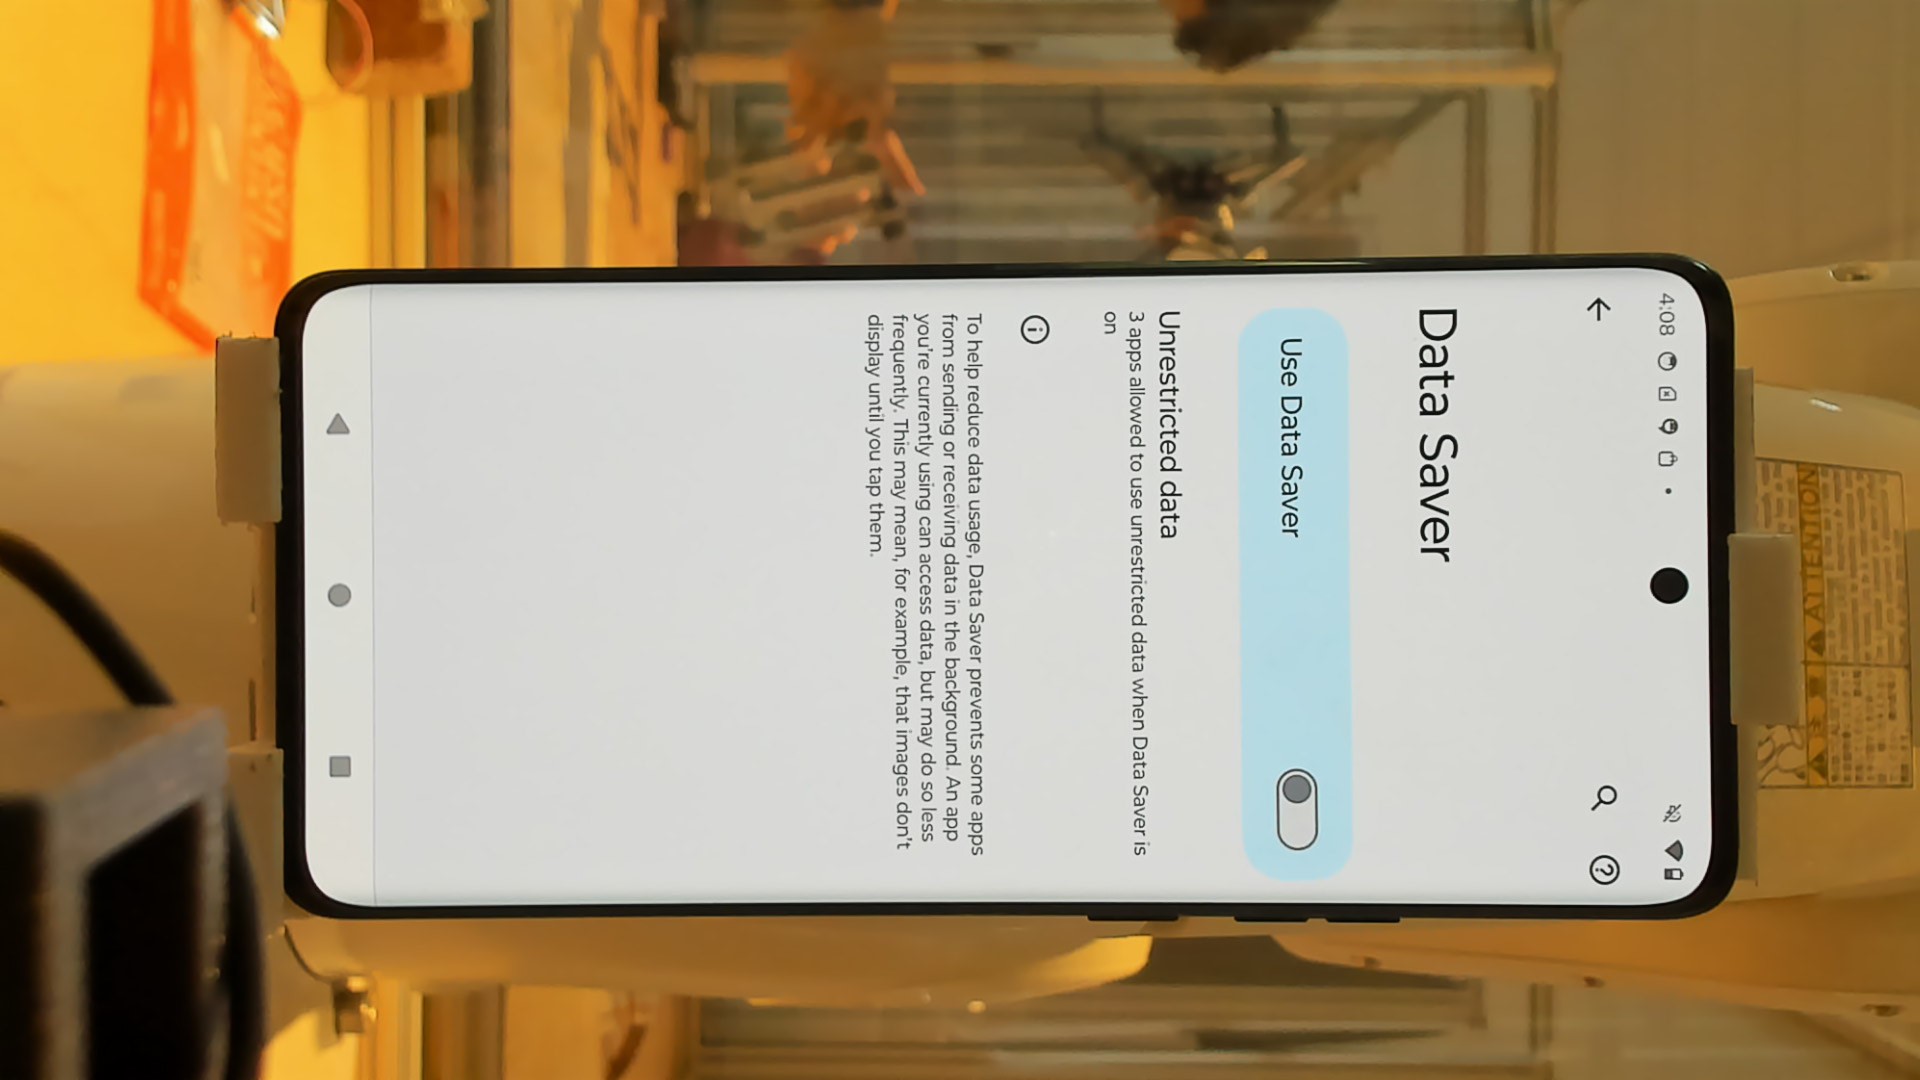 4:08
Data Saver
Use Data Saver
Unrestricted data
3 apps allowed to use unrestricted data when Data Saver is
on
To help reduce data usage, Data Saver prevents some apps
from sending or receiving data in the background. An app
you're currently using can access data, but may do so less
frequently. This may mean, for example, that images don't
display until you tap them.
ATTENTION